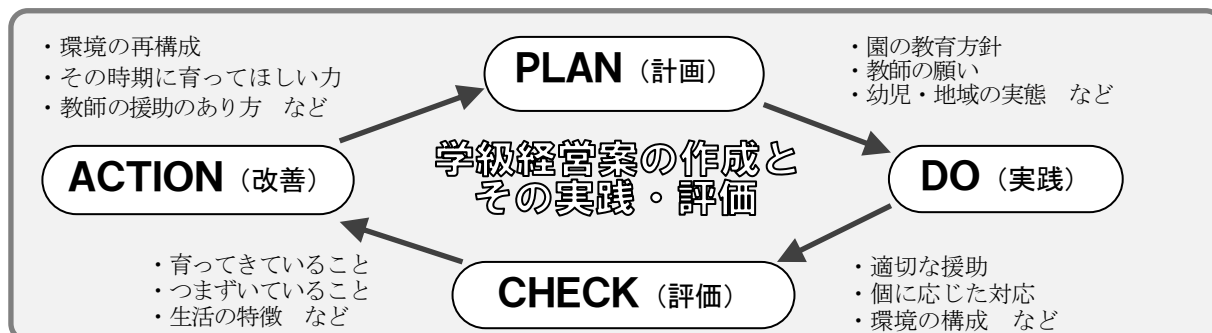 ・環境の再構成
・その時期に育ってほしい力
・教師の援助のあり方　など
PLAN（計画）
・園の教育方針
・教師の願い
・幼児・地域の実態　など
ACTION（改善）
学級経営案の作成と
その実践・評価
DO（実践）
・育ってきていること
・つまずいていること
・生活の特徴　など
CHECK（評価）
・適切な援助
・個に応じた対応
・環境の構成　など